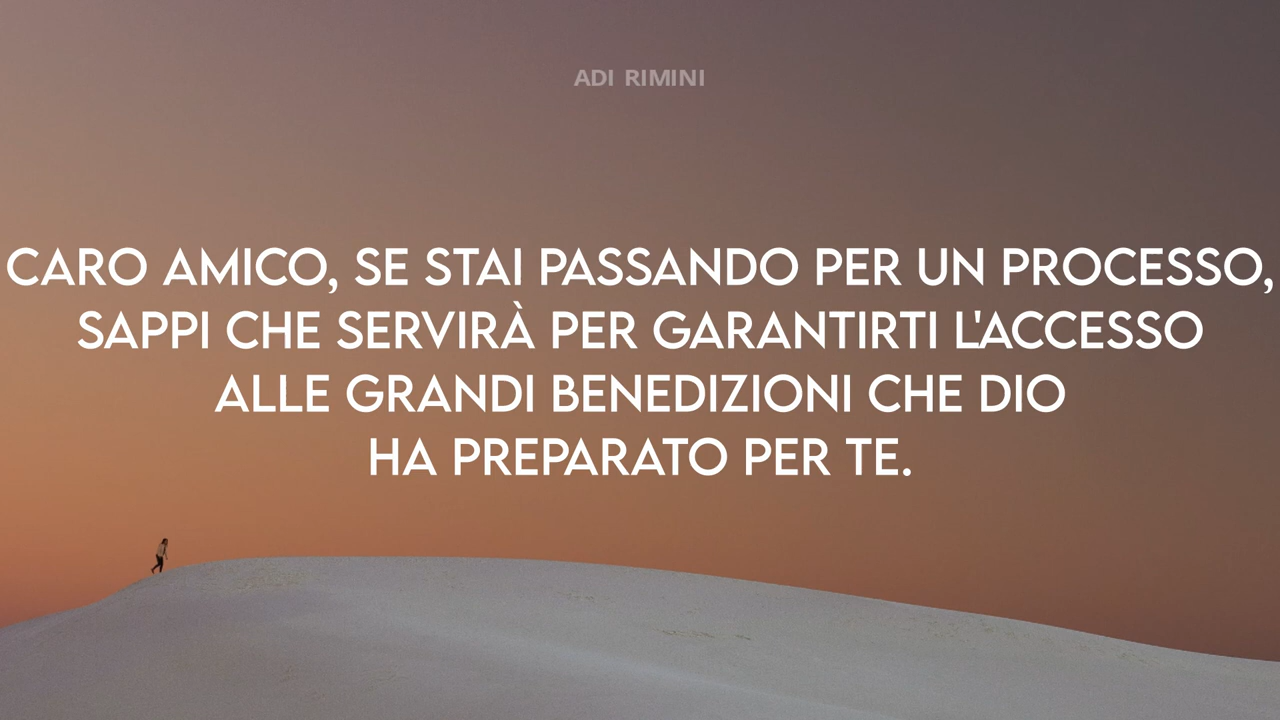 ADI RIMINI
CARO AMICO, SE STAI PASSANDO PER UN PROCESSO,
SAPPI CHE SERVIRÀ PER GARANTIRTI L'ACCESSO
ALLE GRANDI BENEDIZIONI CHE DIO
HA PREPARATO PER TE.